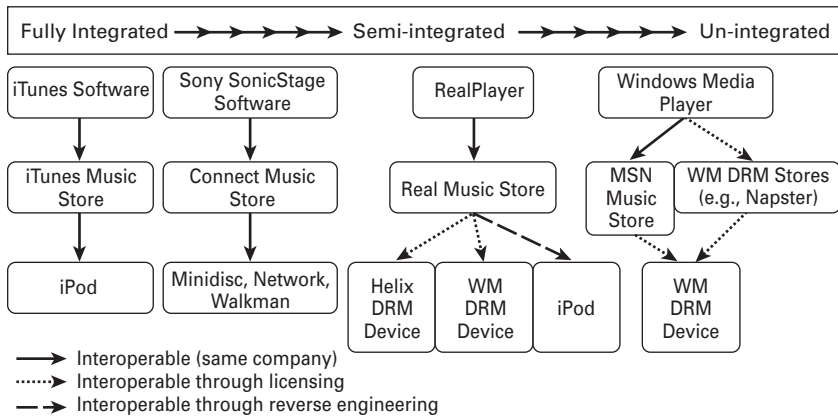 Fully Integrated Semi-integrated Un-integrated
iTunes Software
Sony SonicStage
Software
RealPlayer
Windows Media
Player
iTunes Music
Store
Connect Music
Store
Real Music Store
MSN
Music
Store
WM DRM Stores
(e.g., Napster)
iPod
Minidisc, Network,
Walkman
Helix
DRM
Device
WM
DRM
Device
iPod
WM
DRM
Device
Interoperable (same company)
Interoperable through licensing
Interoperable through reverse engineering